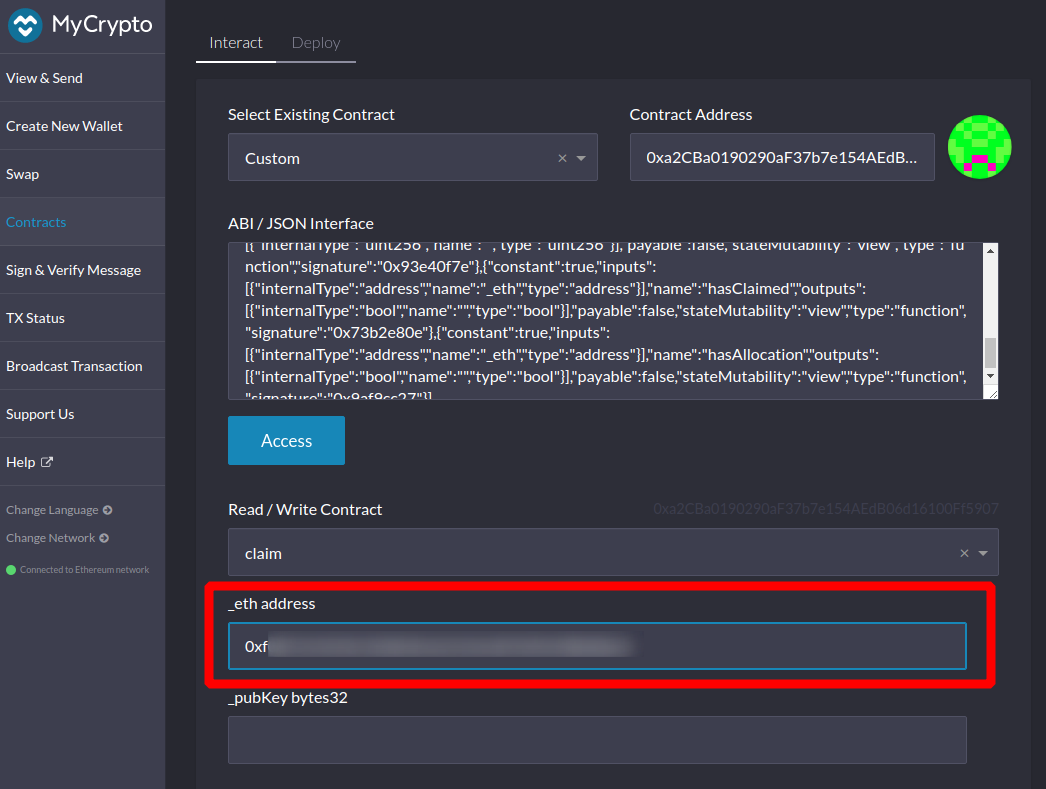 MyCrypto
View & Send
Create New Wallet
Swap
Contracts
Sign & Verify Message
TX Status
Broadcast Transaction
Support Us
Help
Change Language
Change Network
Connected to Ethereum network
Interact
Deploy
Select Existing Contract
Custom
Contract Address
0xa2CBa0190290aF37b7e154AEdB...
ABI / JSON Interface
[{"internalType":"uint256","name":"","type":"uint256"}],"payable":false,"stateMutability":"view","type":"fu
nction","signature":"0x93e40f7e"},{"constant":true,"inputs":
[{"internalType":"address","name":"_eth","type":"address"}],"name":"hasClaimed","outputs":
[{"internalType":"bool","name":"","type":"bool"}],"payable":false,"stateMutability":"view","type":"function",
"signature":"0x73b2e80e"},{"constant":true,"inputs":
[{"internalType":"address","name":"_eth","type":"address"}],"name":"hasAllocation","outputs":
[{"internalType":"bool","name":"","type":"bool"}],"payable":false,"stateMutability":"view","type":"function",
"signature":"0x9af9cc27"}]
Access
Read / Write Contract
0xa2CBa0190290aF37b7e154AEdB06d16100Ff5907
claim
_eth address
0xf
_pubKey bytes32